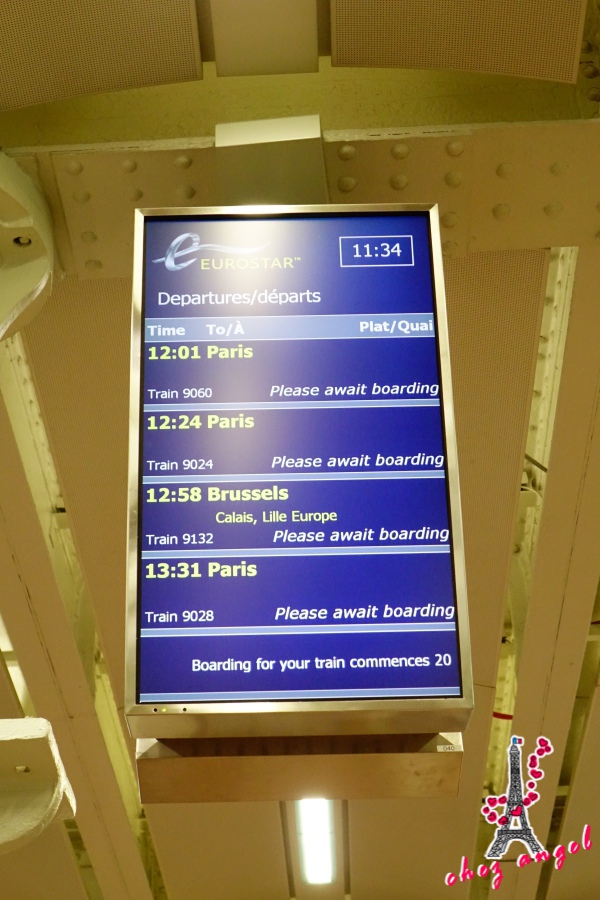 EUROSTAR™
11:34
Departures/départs
Time To/À Plat/Quai
12:01 Paris
Train 9060 Please await boarding
12:24 Paris
Train 9024 Please await boarding
12:58 Brussels
Calais, Lille Europe
Train 9132 Please await boarding
13:31 Paris
Train 9028 Please await boarding
Boarding for your train commences 20
chez angel